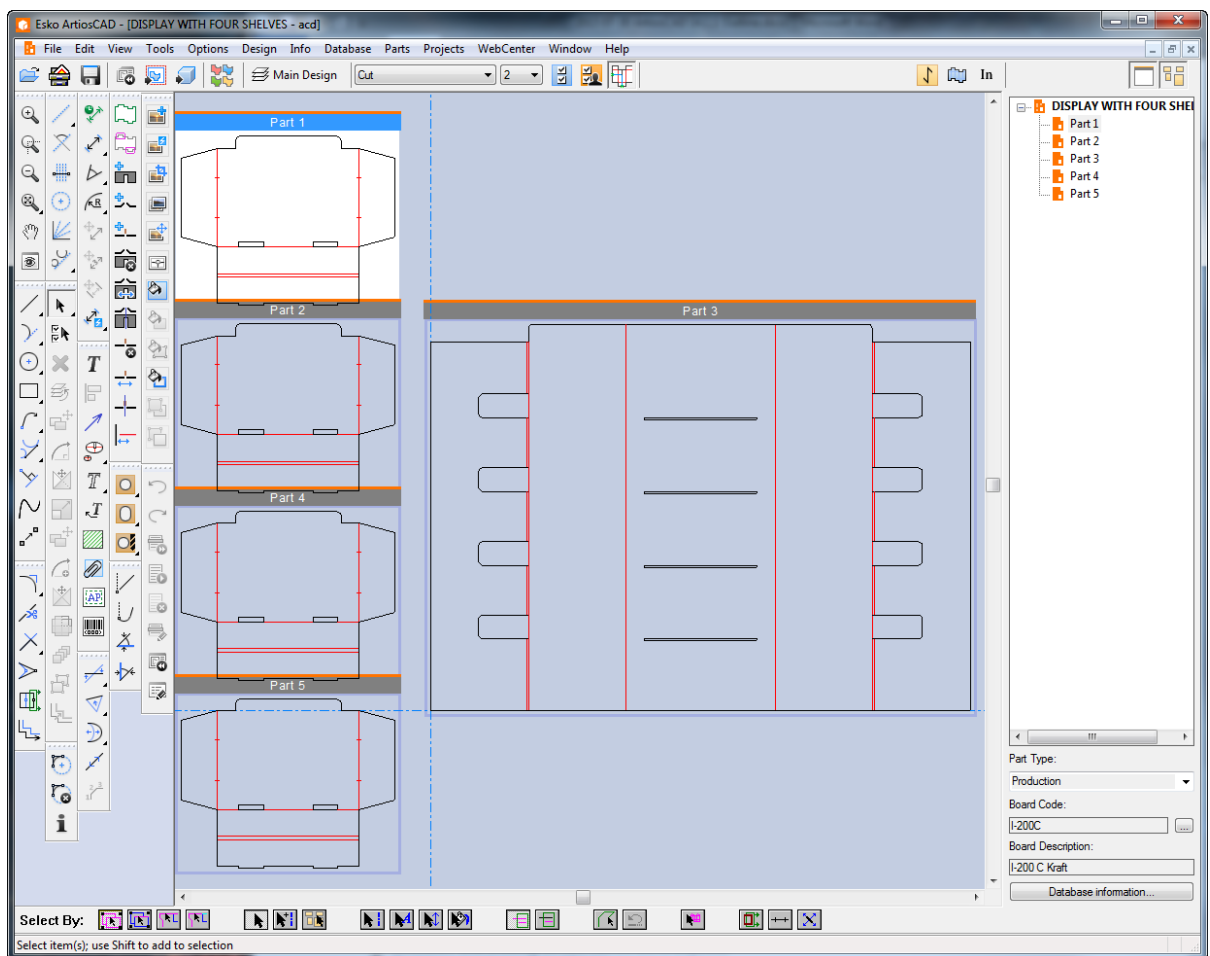 Esko ArtiosCAD - [DISPLAY WITH FOUR SHELVES - acd]
File Edit View Tools Options Design Info Database Parts Projects WebCenter Window Help
Main Design Cut 2 In
Part 1
Part 2
Part 3
Part 4
Part 5
DISPLAY WITH FOUR SHEI
Part 1
Part 2
Part 3
Part 4
Part 5
Part Type:
Production
Board Code:
I-200C
...
Board Description:
I-200 C Kraft
Database information...
Select By:
Select item(s); use Shift to add to selection